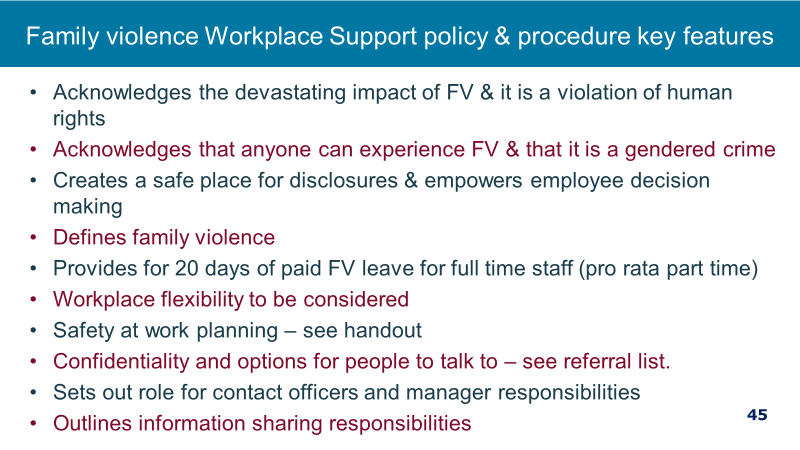 Family violence Workplace Support policy & procedure key features
• Acknowledges the devastating impact of FV & it is a violation of human
rights
• Acknowledges that anyone can experience FV & that it is a gendered crime
• Creates a safe place for disclosures & empowers employee decision
making
• Defines family violence
• Provides for 20 days of paid FV leave for full time staff (pro rata part time)
• Workplace flexibility to be considered
• Safety at work planning – see handout
• Confidentiality and options for people to talk to – see referral list.
• Sets out role for contact officers and manager responsibilities
• Outlines information sharing responsibilities
45